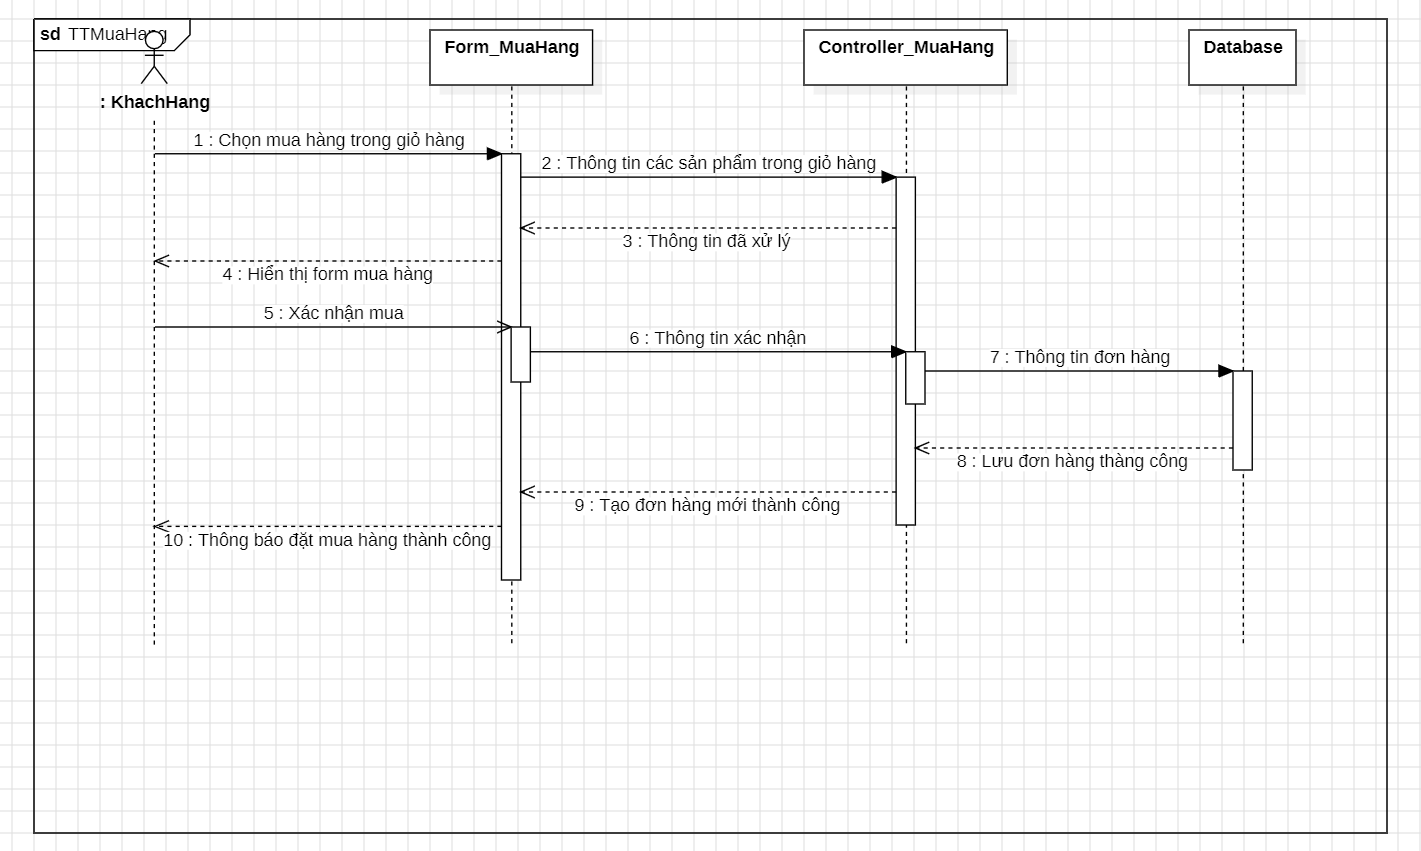 sd TTMuaHang
Form_MuaHang
Controller_MuaHang
Database
: KhachHang
1 : Chọn mua hàng trong giỏ hàng
2 : Thông tin các sản phẩm trong giỏ hàng
3 : Thông tin đã xử lý
4 : Hiển thị form mua hàng
5 : Xác nhận mua
6 : Thông tin xác nhận
7 : Thông tin đơn hàng
8 : Lưu đơn hàng thàng công
9 : Tạo đơn hàng mới thành công
10 : Thông báo đặt mua hàng thành công